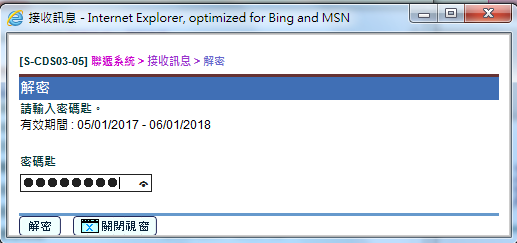 接收訊息 - Internet Explorer, optimized for Bing and MSN
[S-CDS03-05] 聯遞系統 > 接收訊息 > 解密
解密
請輸入密碼匙。
有效期間 : 05/01/2017 - 06/01/2018
密碼匙
●●●●●●●●
解密 關閉視窗